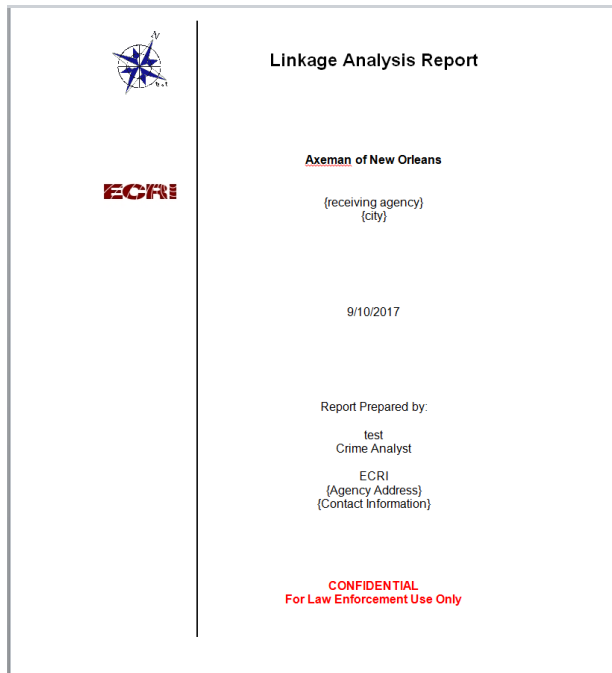 N
Linkage Analysis Report
Axeman of New Orleans
ECRI
{receiving agency}
{city}
9/10/2017
Report Prepared by:
test
Crime Analyst
ECRI
{Agency Address}
{Contact Information}
CONFIDENTIAL
For Law Enforcement Use Only